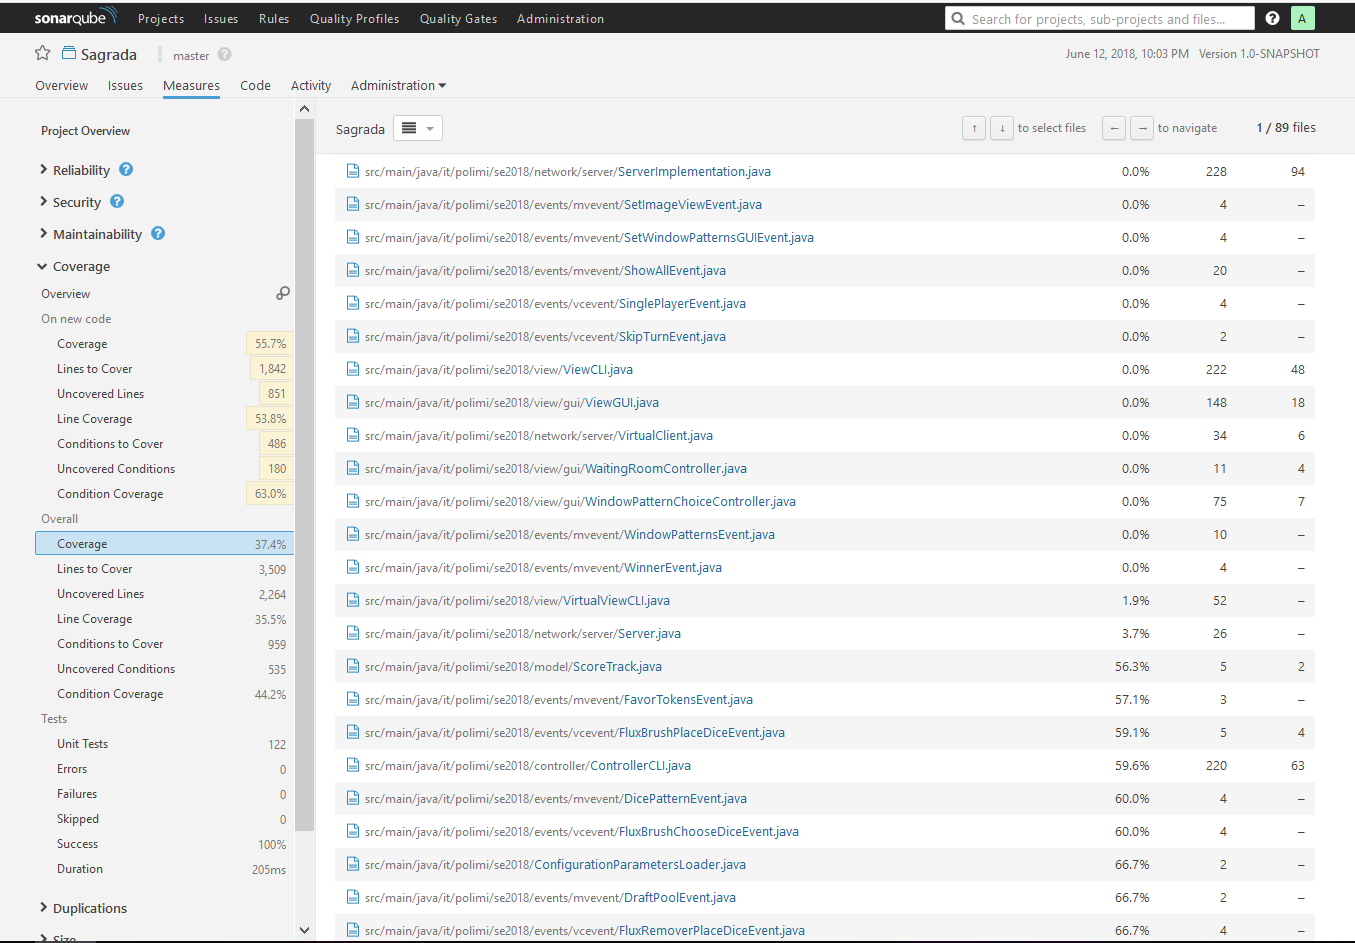 sonarqube Projects Issues Rules Quality Profiles Quality Gates Administration Search for projects, sub-projects and files... ? A
Sagrada master ? June 12, 2018, 10:03 PM Version 1.0-SNAPSHOT
Overview Issues Measures Code Activity Administration
Project Overview
Reliability ?
Security ?
Maintainability ?
Coverage
Overview
On new code
Coverage 55.7%
Lines to Cover 1,842
Uncovered Lines 851
Line Coverage 53.8%
Conditions to Cover 486
Uncovered Conditions 180
Condition Coverage 63.0%
Overall
Coverage 37.4%
Lines to Cover 3,509
Uncovered Lines 2,264
Line Coverage 35.5%
Conditions to Cover 959
Uncovered Conditions 535
Condition Coverage 44.2%
Tests
Unit Tests 122
Errors 0
Failures 0
Skipped 0
Success 100%
Duration 205ms
Duplications
Size
Sagrada ↑ ↓ to select files ← → to navigate 1 / 89 files
src/main/java/it/polimi/se2018/network/server/ServerImplementation.java 0.0% 228 94
src/main/java/it/polimi/se2018/events/mvevent/SetImageViewEvent.java 0.0% 4 –
src/main/java/it/polimi/se2018/events/mvevent/SetWindowPatternsGUIEvent.java 0.0% 4 –
src/main/java/it/polimi/se2018/events/mvevent/ShowAllEvent.java 0.0% 20 –
src/main/java/it/polimi/se2018/events/vcevent/SinglePlayerEvent.java 0.0% 4 –
src/main/java/it/polimi/se2018/events/vcevent/SkipTurnEvent.java 0.0% 2 –
src/main/java/it/polimi/se2018/view/ViewCLI.java 0.0% 222 48
src/main/java/it/polimi/se2018/view/gui/ViewGUI.java 0.0% 148 18
src/main/java/it/polimi/se2018/network/server/VirtualClient.java 0.0% 34 6
src/main/java/it/polimi/se2018/view/gui/WaitingRoomController.java 0.0% 11 4
src/main/java/it/polimi/se2018/view/gui/WindowPatternChoiceController.java 0.0% 75 7
src/main/java/it/polimi/se2018/events/mvevent/WindowPatternsEvent.java 0.0% 10 –
src/main/java/it/polimi/se2018/events/mvevent/WinnerEvent.java 0.0% 4 –
src/main/java/it/polimi/se2018/view/VirtualViewCLI.java 1.9% 52 –
src/main/java/it/polimi/se2018/network/server/Server.java 3.7% 26 –
src/main/java/it/polimi/se2018/model/ScoreTrack.java 56.3% 5 2
src/main/java/it/polimi/se2018/events/mvevent/FavorTokensEvent.java 57.1% 3 –
src/main/java/it/polimi/se2018/events/vcevent/FluxBrushPlaceDiceEvent.java 59.1% 5 4
src/main/java/it/polimi/se2018/controller/ControllerCLI.java 59.6% 220 63
src/main/java/it/polimi/se2018/events/mvevent/DicePatternEvent.java 60.0% 4 –
src/main/java/it/polimi/se2018/events/vcevent/FluxBrushChooseDiceEvent.java 60.0% 4 –
src/main/java/it/polimi/se2018/ConfigurationParametersLoader.java 66.7% 2 –
src/main/java/it/polimi/se2018/events/mvevent/DraftPoolEvent.java 66.7% 2 –
src/main/java/it/polimi/se2018/events/vcevent/FluxRemoverPlaceDiceEvent.java 66.7% 4 –